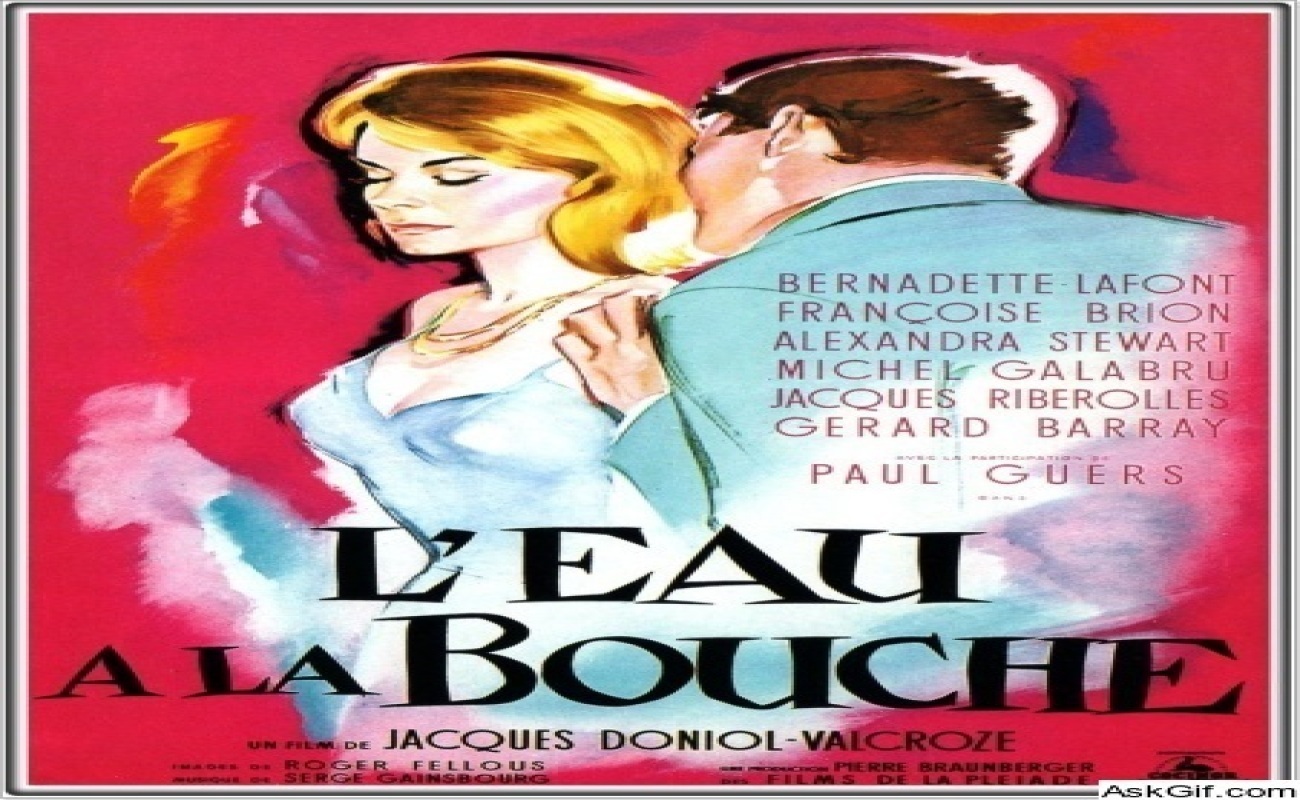 BERNADETTE LAFONT
FRANÇOISE BRION
ALEXANDRA STEWART
MICHEL GALABRU
JACQUES RIBEROLLES
GERARD BARRAY
AVEC LA PARTICIPATION DE
PAUL GUERS
DANS
L'EAU
A LA BOUCHE
UN FILM DE JACQUES DONIOL-VALCROZE
IMAGES DE ROGER FELLOUS
MUSIQUE DE SERGE GAINSBOURG
UNE PRODUCTION PIERRE BRAUNBERGER
DES FILMS DE LA PLEIADE
COCINOR
AskGif.com